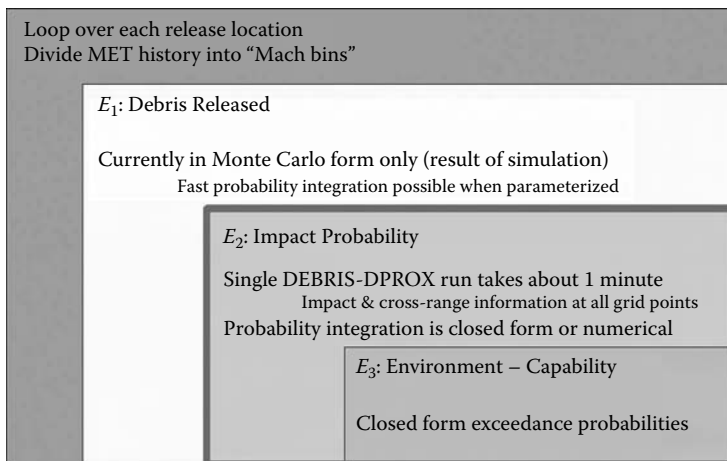 Loop over each release location
Divide MET history into “Mach bins”
E₁: Debris Released
Currently in Monte Carlo form only (result of simulation)
Fast probability integration possible when parameterized
E₂: Impact Probability
Single DEBRIS-DPROX run takes about 1 minute
Impact & cross-range information at all grid points
Probability integration is closed form or numerical
E₃: Environment – Capability
Closed form exceedance probabilities